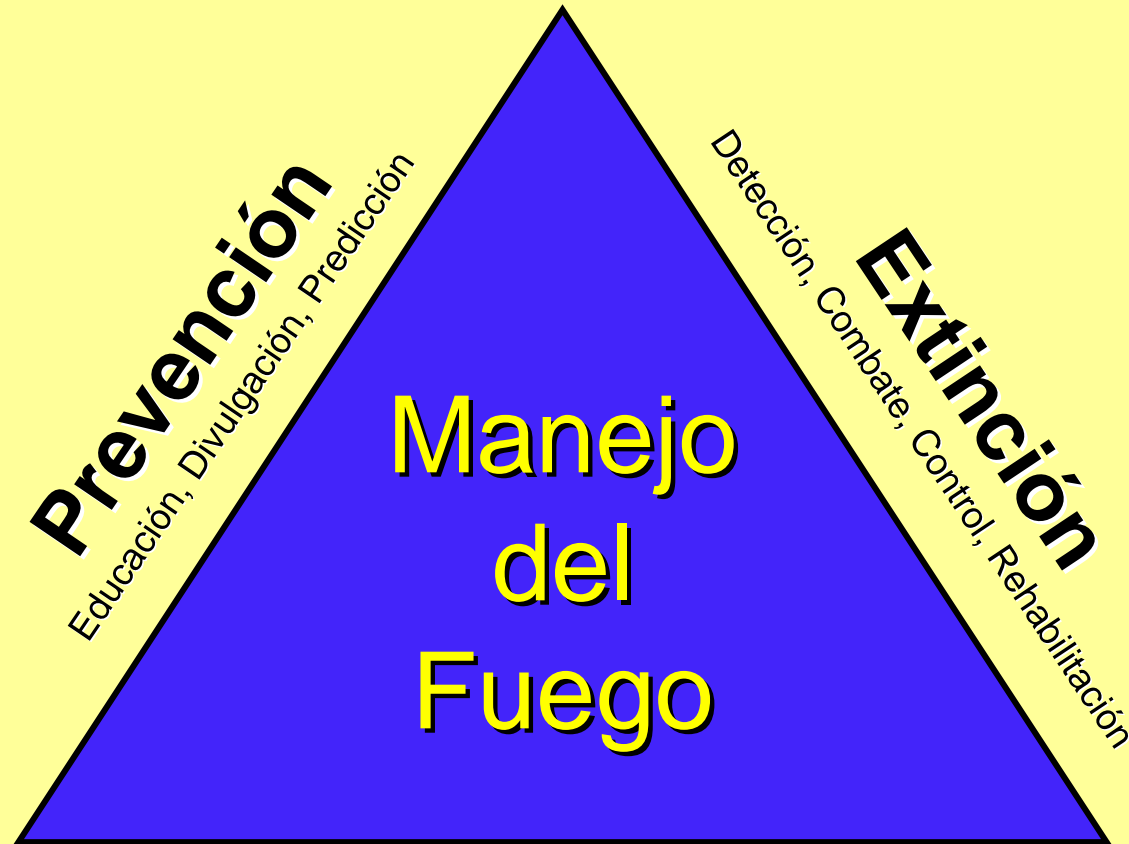 Prevención
Educación, Divulgación, Predicción
Detección, Combate, Control, Rehabilitación
Extinción
Manejo
del
Fuego